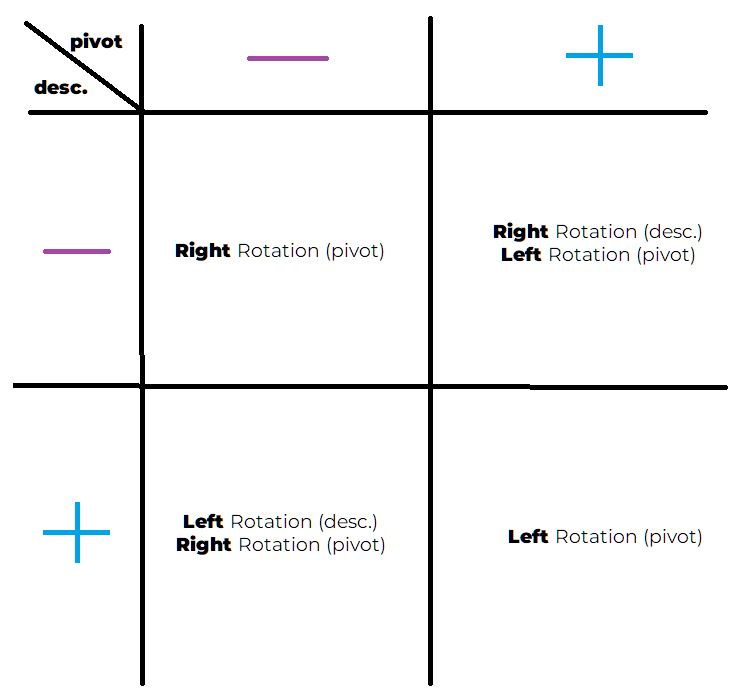 pivot
desc.
Right Rotation (pivot)
Right Rotation (desc.)
Left Rotation (pivot)
Left Rotation (desc.)
Right Rotation (pivot)
Left Rotation (pivot)